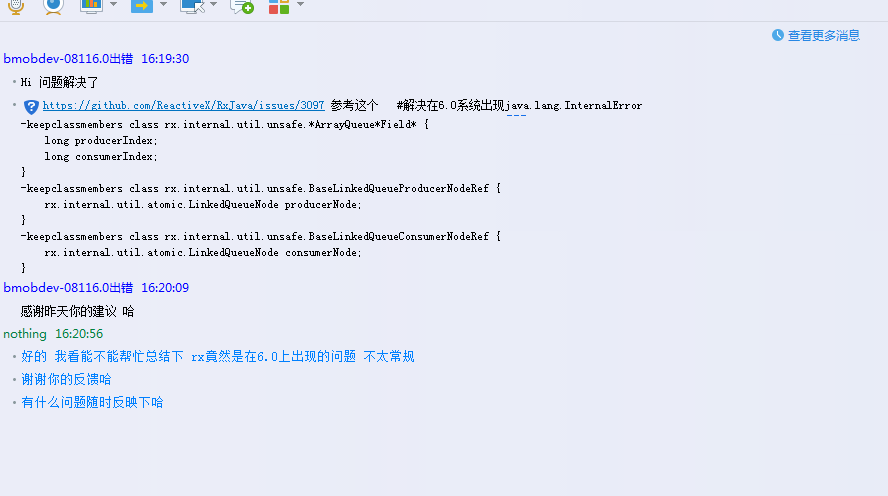 查看更多消息
bmobdev-08116.0出错 16:19:30
Hi 问题解决了
https://github.com/ReactiveX/RxJava/issues/3097 参考这个 #解决在6.0系统出现java.lang.InternalError
-keepclassmembers class rx.internal.util.unsafe.*ArrayQueue*Field* {
long producerIndex;
long consumerIndex;
}
-keepclassmembers class rx.internal.util.unsafe.BaseLinkedQueueProducerNodeRef {
rx.internal.util.atomic.LinkedQueueNode producerNode;
}
-keepclassmembers class rx.internal.util.unsafe.BaseLinkedQueueConsumerNodeRef {
rx.internal.util.atomic.LinkedQueueNode consumerNode;
}
bmobdev-08116.0出错 16:20:09
感谢昨天你的建议 哈
nothing 16:20:56
好的 我看能不能帮忙总结下 rx竟然是在6.0上出现的问题 不太常规
谢谢你的反馈哈
有什么问题随时反映下哈